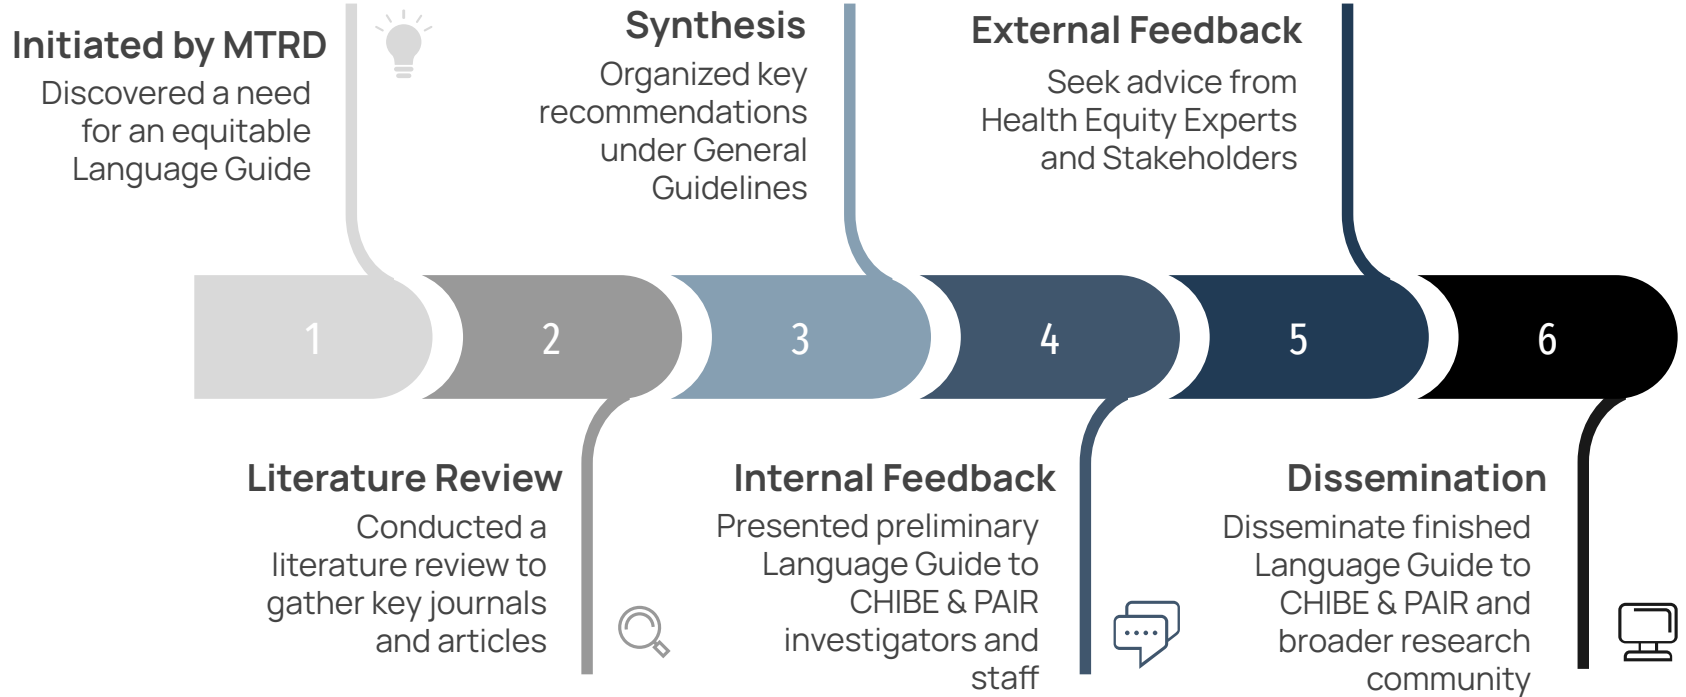 Initiated by MTRD
Discovered a need
for an equitable
Language Guide
Synthesis
Organized key
recommendations
under General
Guidelines
External Feedback
Seek advice from
Health Equity Experts
and Stakeholders
1
2
3
4
5
6
Literature Review
Conducted a
literature review to
gather key journals
and articles
Internal Feedback
Presented preliminary
Language Guide to
CHIBE & PAIR
investigators and
staff
Dissemination
Disseminate finished
Language Guide to
CHIBE & PAIR and
broader research
community